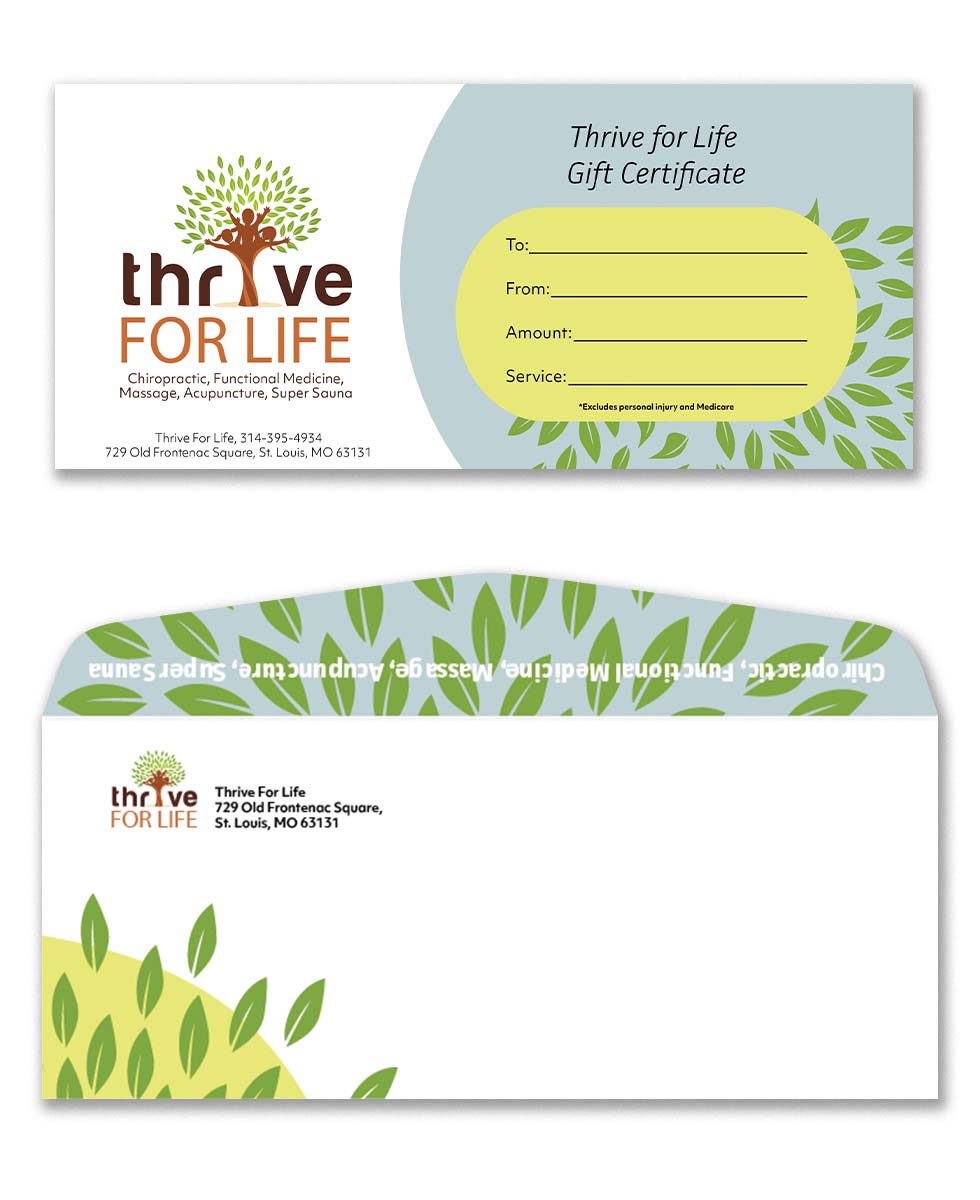 thrive
FOR LIFE
Chiropractic, Functional Medicine,
Massage, Acupuncture, Super Sauna
Thrive For Life, 314-395-4934
729 Old Frontenac Square, St. Louis, MO 63131
Thrive for Life
Gift Certificate
To:
From:
Amount:
Service:
*Excludes personal injury and Medicare
Chiropractic, Functional Medicine, Massage, Acupuncture, Super Sauna
thrive
FOR LIFE
Thrive For Life
729 Old Frontenac Square,
St. Louis, MO 63131